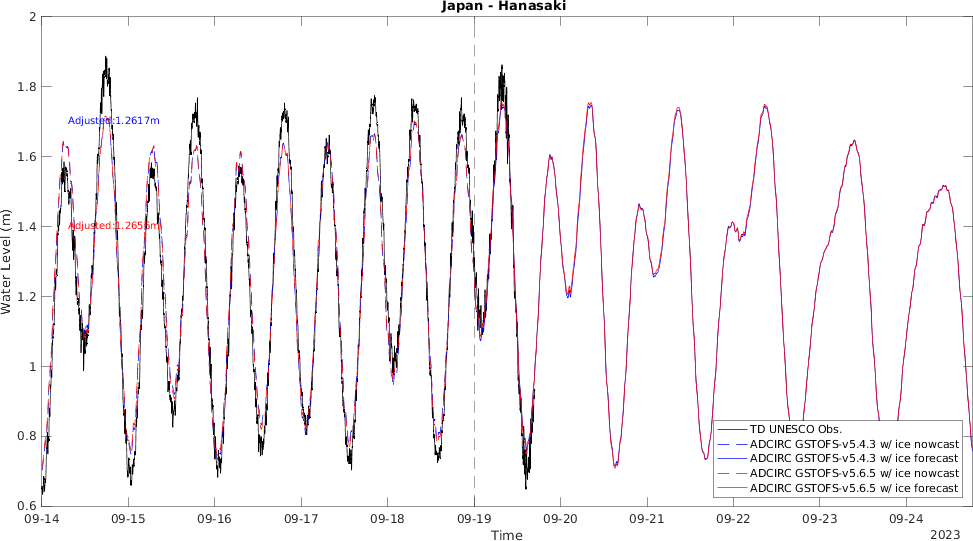 Japan - Hanasaki
2
1.8
1.6
1.4
1.2
1
0.8
0.6
Water Level (m)
Adjusted:1.2617m
Adjusted:1.2656m
TD UNESCO Obs.
ADCIRC GSTOFS-v5.4.3 w/ ice nowcast
ADCIRC GSTOFS-v5.4.3 w/ ice forecast
ADCIRC GSTOFS-v5.6.5 w/ ice nowcast
ADCIRC GSTOFS-v5.6.5 w/ ice forecast
09-14 09-15 09-16 09-17 09-18 09-19 09-20 09-21 09-22 09-23 09-24
Time
2023